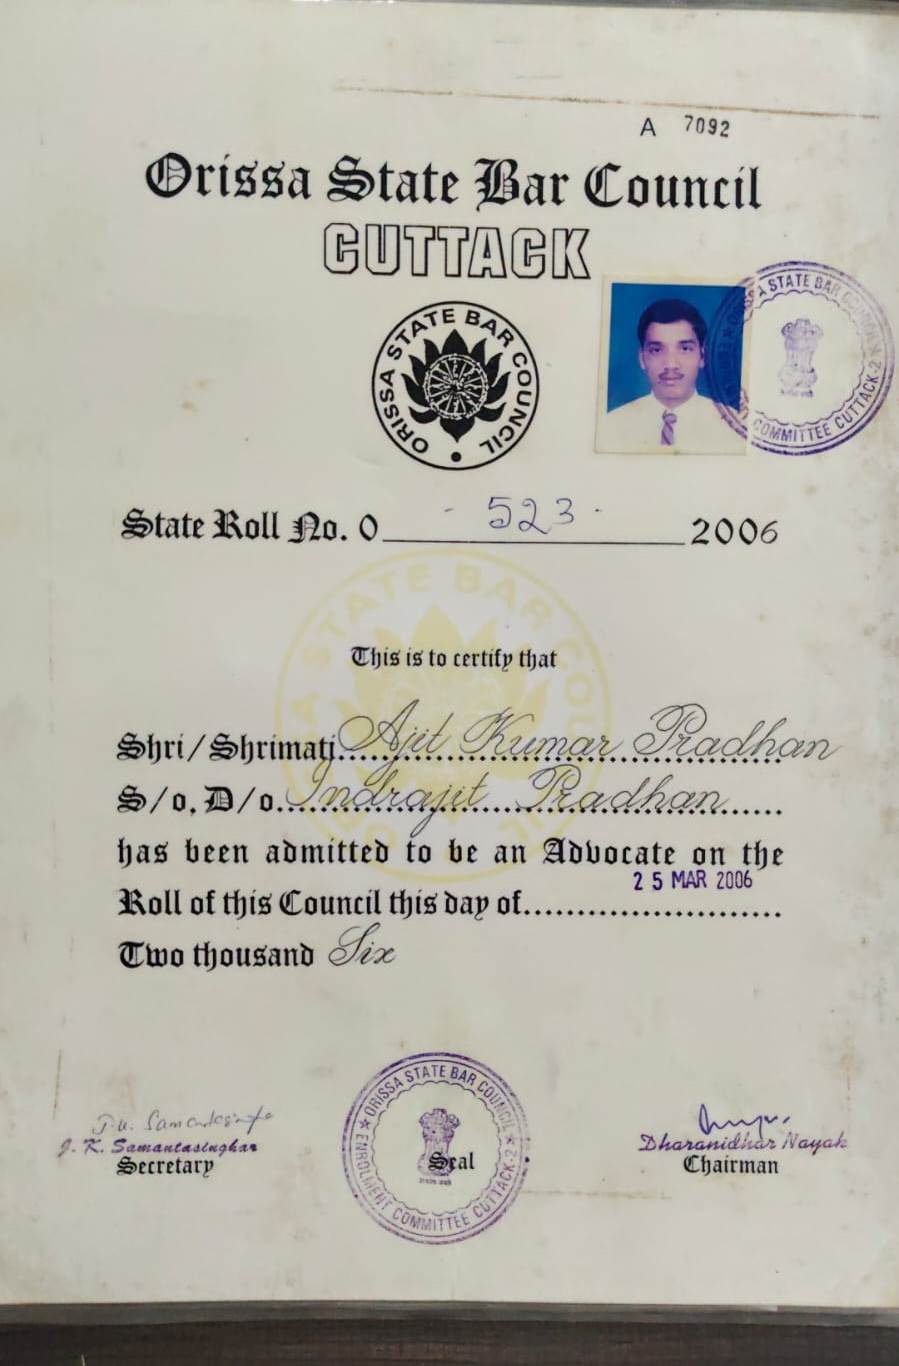 A 7092
Orissa State Bar Council
CUTTACK
ORISSA STATE BAR COUNCIL
ORISSA STATE BAR COUNCIL ENROLMENT COMMITTEE CUTTACK-2
State Roll No. O - 523 - 2006
This is to certify that
Shri/Shrimati Ajit Kumar Pradhan
S/o, D/o. Indrajit Pradhan
has been admitted to be an Advocate on the
25 MAR 2006
Roll of this Council this day of
Two thousand Six
J. K. Samantasinghar
Secretary
ORISSA STATE BAR COUNCIL ENROLMENT COMMITTEE CUTTACK-2
Seal
Dharanidhar Nayak
Chairman